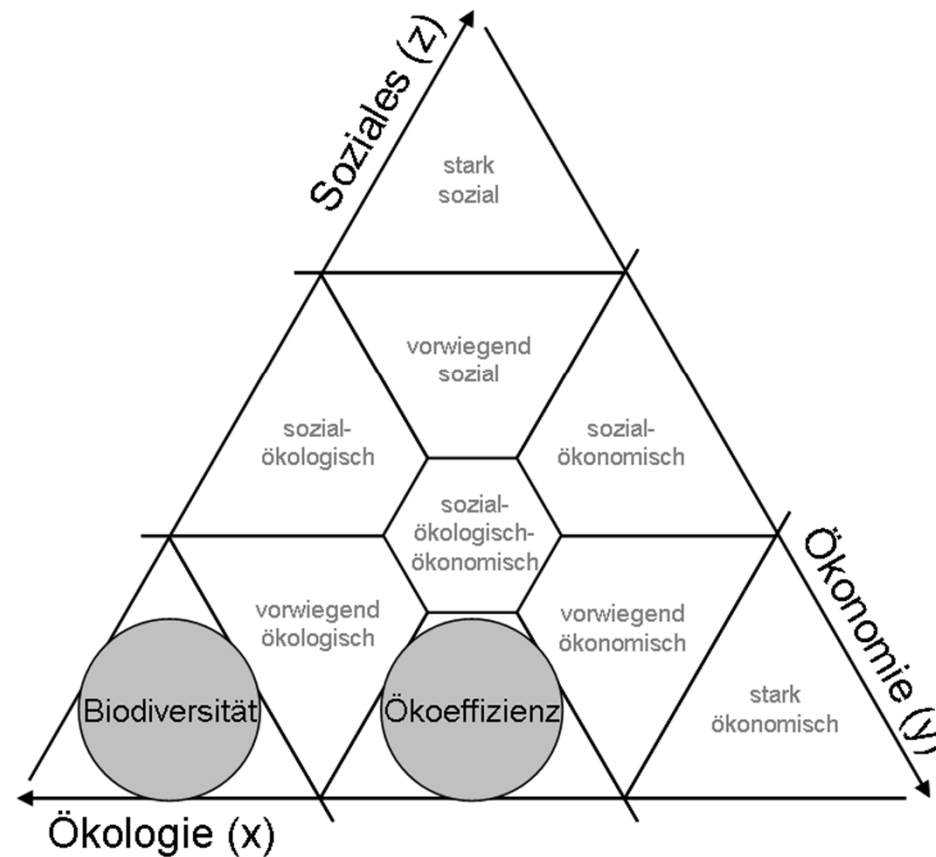 Soziales (z)
stark
sozial
vorwiegend
sozial
sozial-
ökologisch
sozial-
ökonomisch
sozial-
ökologisch-
ökonomisch
vorwiegend
ökologisch
vorwiegend
ökonomisch
Ökonomie (y)
Biodiversität
Ökoeffizienz
stark
ökonomisch
Ökologie (x)